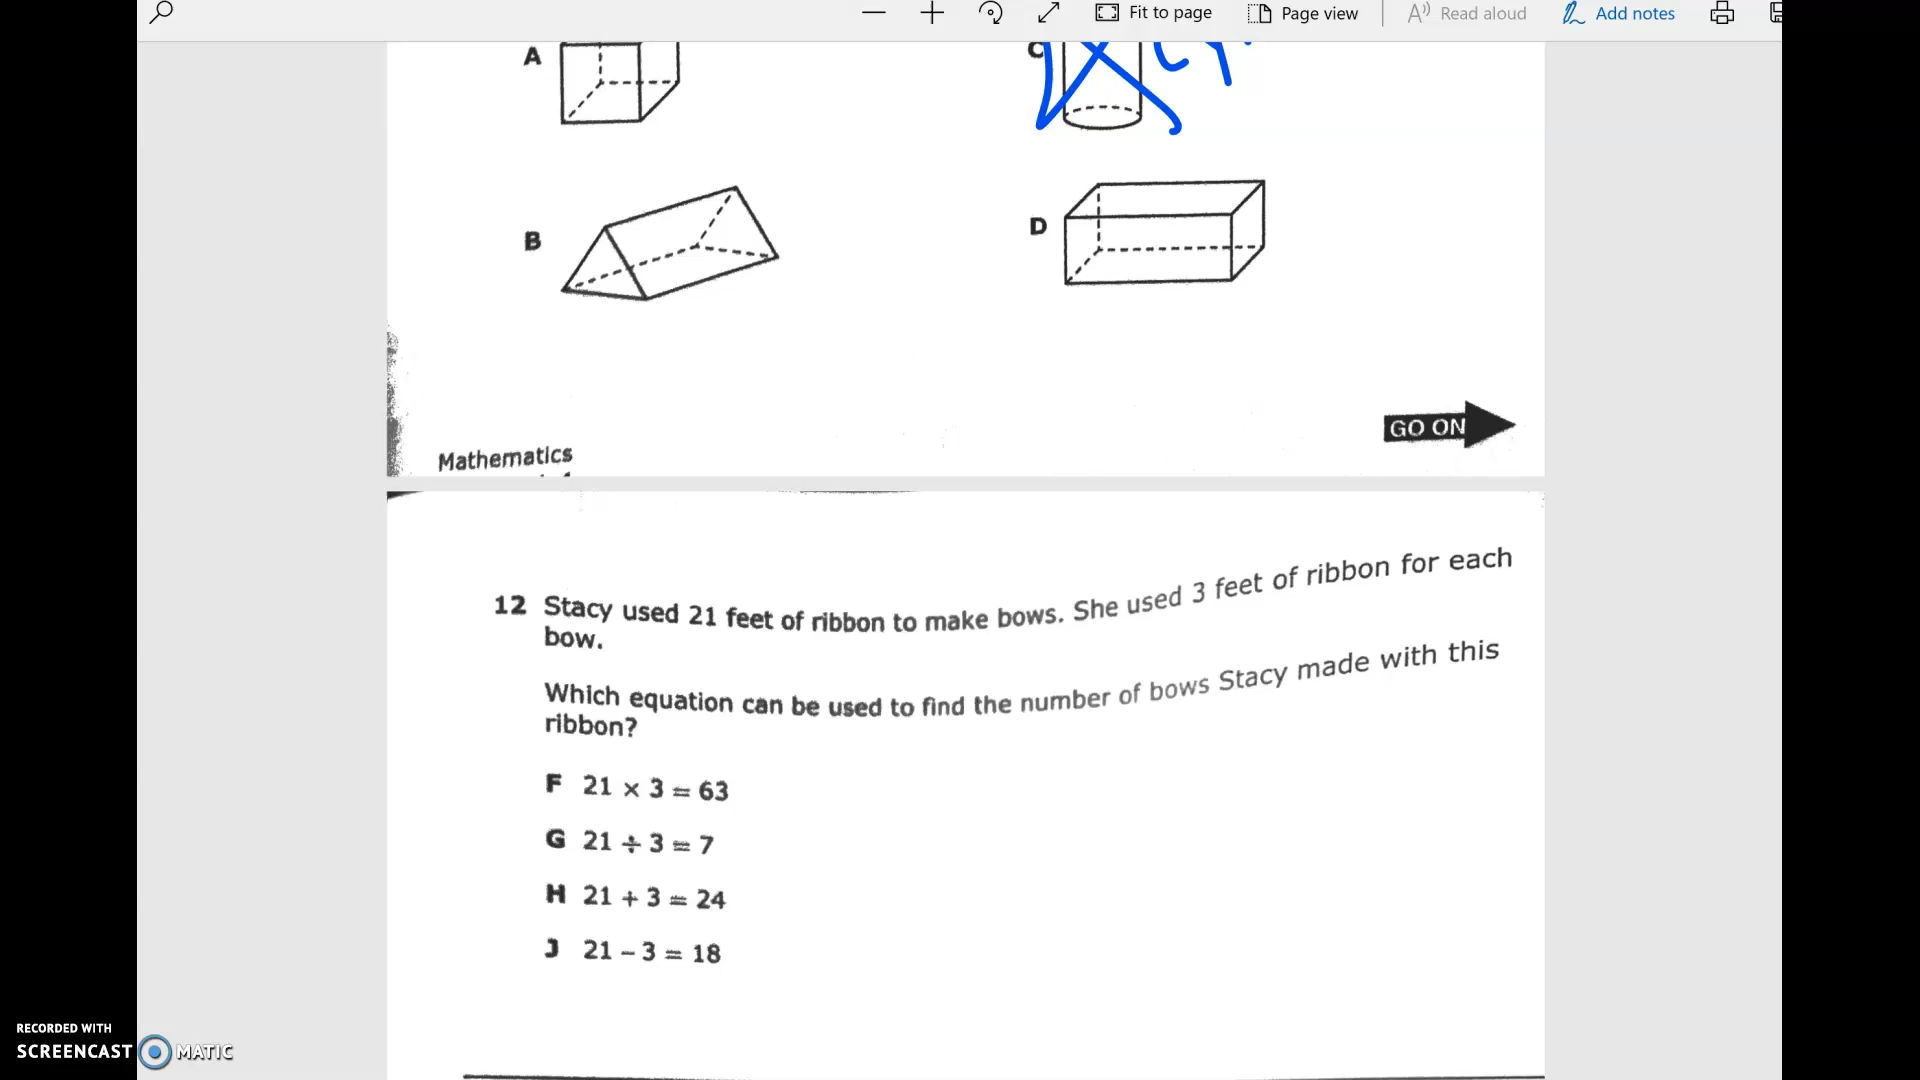 Fit to page
Page view
Read aloud
Add notes
A
C
B
D
GO ON
Mathematics
12 Stacy used 21 feet of ribbon to make bows. She used 3 feet of ribbon for each
bow.
Which equation can be used to find the number of bows Stacy made with this
ribbon?
F 21 × 3 = 63
G 21 ÷ 3 = 7
H 21 + 3 = 24
J 21 – 3 = 18
RECORDED WITH
SCREENCAST MATIC